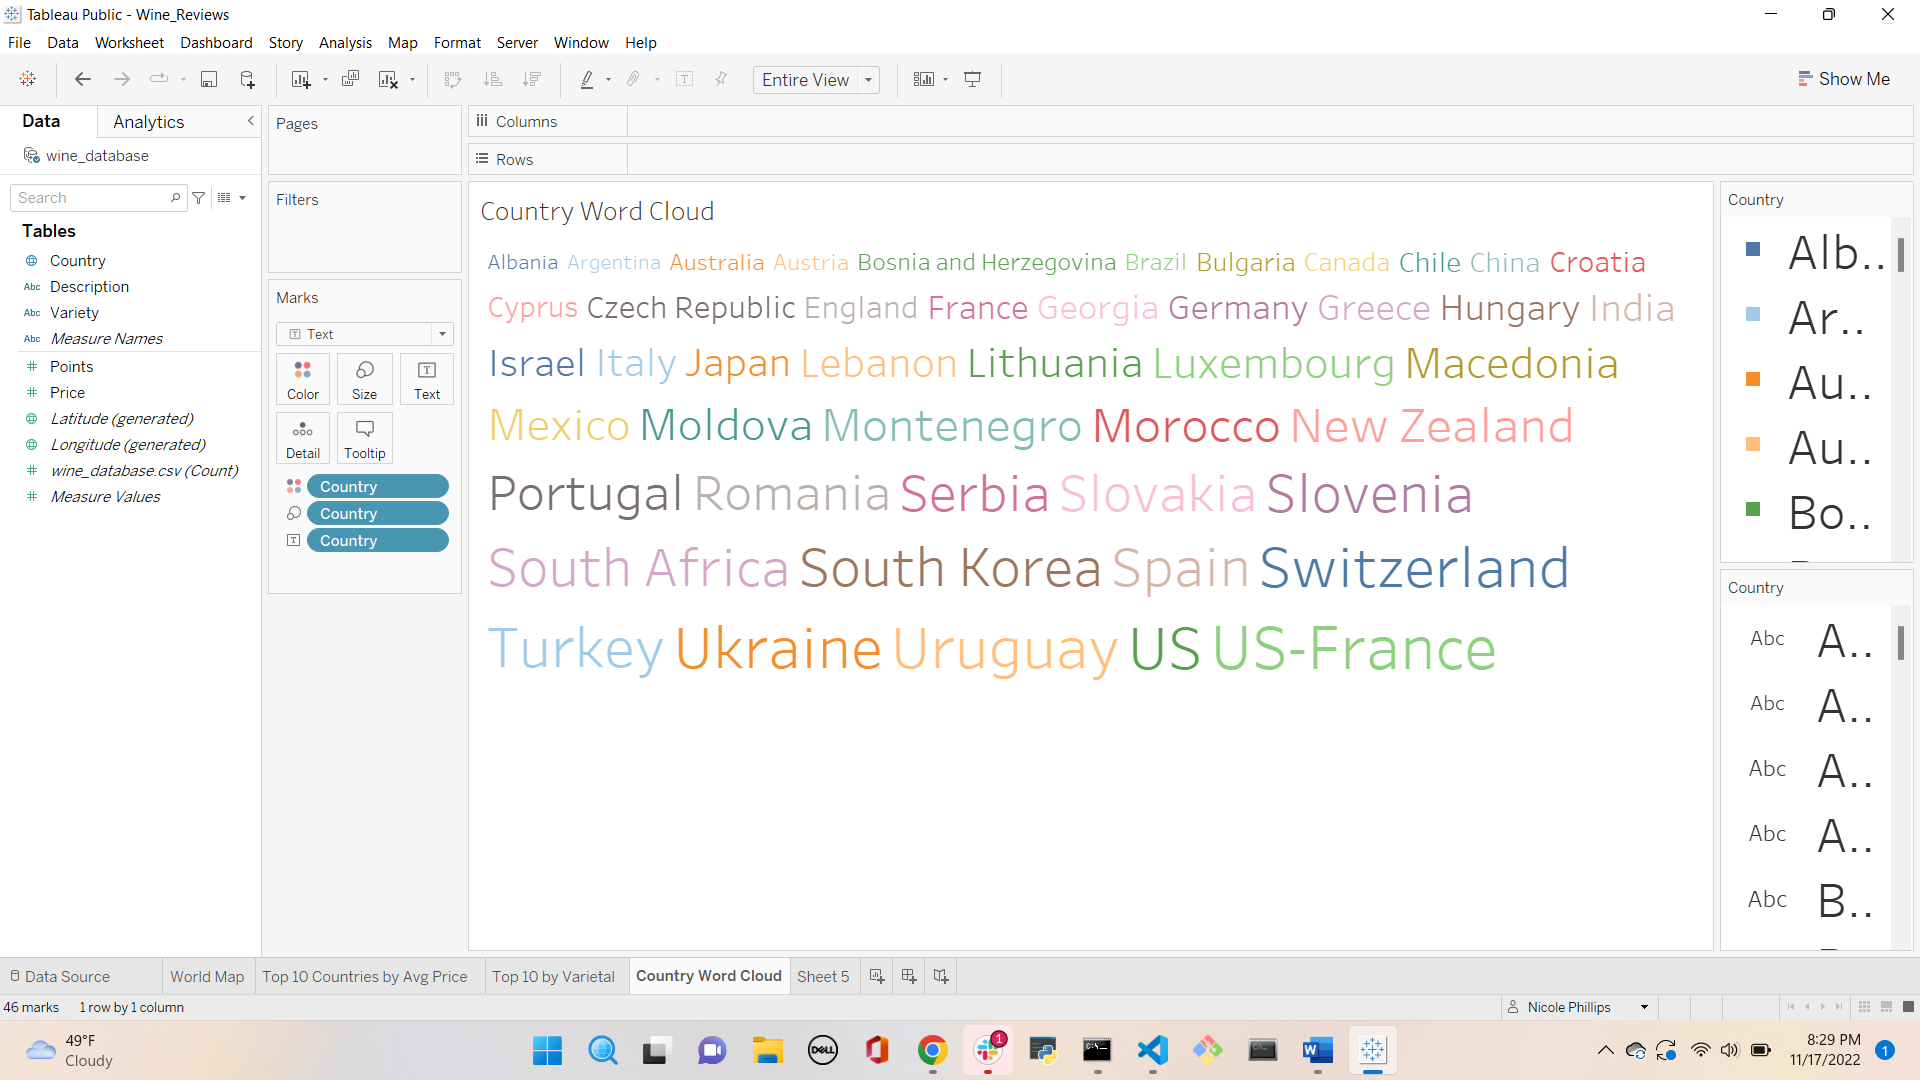 Tableau Public - Wine_Reviews
File Data Worksheet Dashboard Story Analysis Map Format Server Window Help
Entire View
Show Me
Data Analytics
wine_database
Search
Tables
Country
Abc Description
Abc Variety
Abc Measure Names
Points
Price
Latitude (generated)
Longitude (generated)
wine_database.csv (Count)
Measure Values
Pages
Filters
Marks
Text
Color Size Text
Detail Tooltip
Country
Country
Country
Columns
Rows
Country Word Cloud
Albania Argentina Australia Austria Bosnia and Herzegovina Brazil Bulgaria Canada Chile China Croatia
Cyprus Czech Republic England France Georgia Germany Greece Hungary India
Israel Italy Japan Lebanon Lithuania Luxembourg Macedonia
Mexico Moldova Montenegro Morocco New Zealand
Portugal Romania Serbia Slovakia Slovenia
South Africa South Korea Spain Switzerland
Turkey Ukraine Uruguay US US-France
Country
Alb..
Ar..
Au..
Au..
Bo..
Country
Abc A..
Abc A..
Abc A..
Abc A..
Abc B..
Data Source World Map Top 10 Countries by Avg Price Top 10 by Varietal Country Word Cloud Sheet 5
46 marks 1 row by 1 column
Nicole Phillips
49°F
Cloudy
DELL
1
8:29 PM
11/17/2022
1